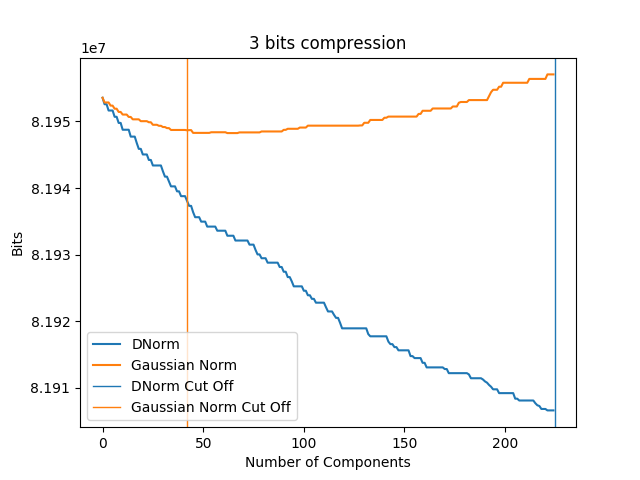 3 bits compression
1e7
8.195
8.194
8.193
8.192
8.191
Bits
DNorm
Gaussian Norm
DNorm Cut Off
Gaussian Norm Cut Off
0 50 100 150 200
Number of Components